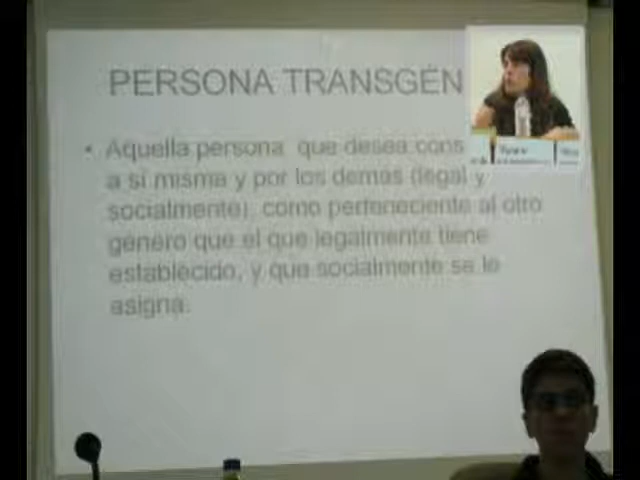 PERSONA TRANSGÉN
• Aquella persona que desea cons
a sí misma y por los demás (legal y
socialmente), como perteneciente al otro
género que el que legalmente tiene
establecido, y que socialmente se le
asigna.